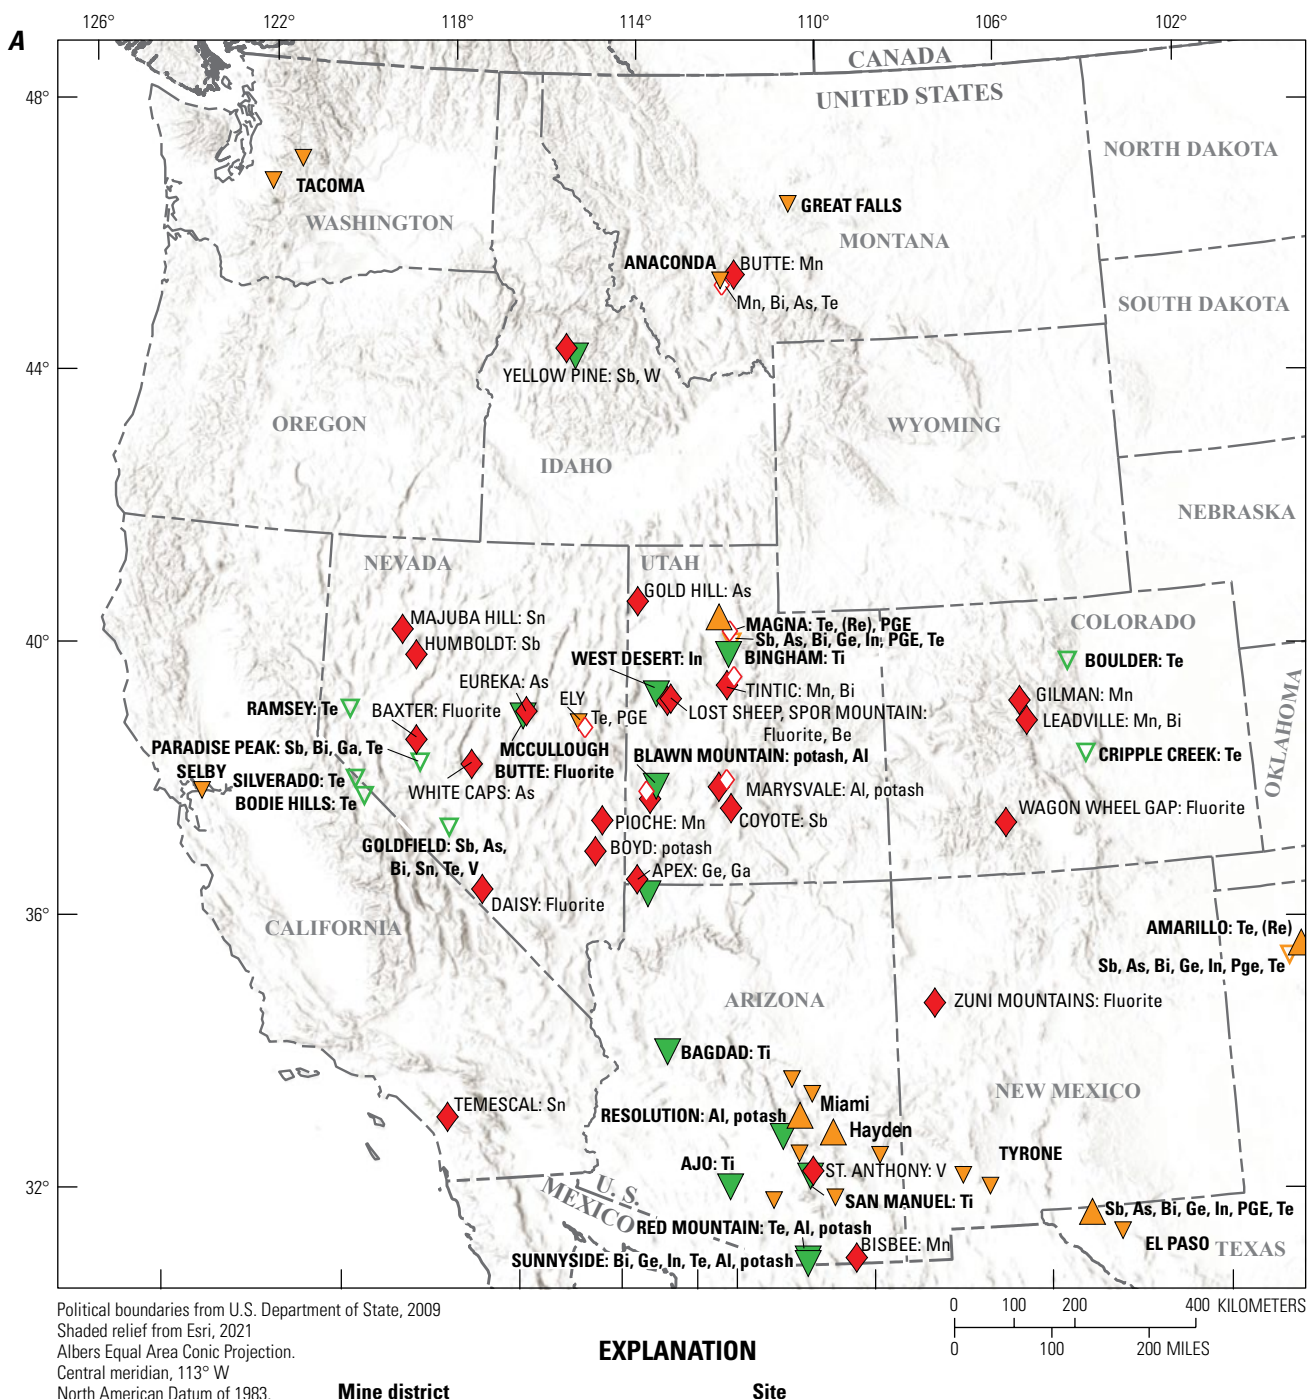 126° 122° 118° 114° 110° 106° 102°
A
CANADA
UNITED STATES
48°
NORTH DAKOTA
TACOMA
WASHINGTON
GREAT FALLS
MONTANA
ANACONDA
BUTTE: Mn
Mn, Bi, As, Te
SOUTH DAKOTA
44°
YELLOW PINE: Sb, W
OREGON
WYOMING
IDAHO
NEBRASKA
NEVADA
UTAH
GOLD HILL: As
MAJUBA HILL: Sn
COLORADO
MAGNA: Te, (Re), PGE
40°
HUMBOLDT: Sb
Sb, As, Bi, Ge, In, PGE, Te
WEST DESERT: In
BINGHAM: Ti
BOULDER: Te
EUREKA: As
ELY
TINTIC: Mn, Bi
GILMAN: Mn
RAMSEY: Te
BAXTER: Fluorite
Te, PGE
LOST SHEEP, SPOR MOUNTAIN:
Fluorite, Be
LEADVILLE: Mn, Bi
OKLAHOMA
PARADISE PEAK: Sb, Bi, Ga, Te
MCCULLOUGH
BUTTE: Fluorite
BLAWN MOUNTAIN: potash, Al
CRIPPLE CREEK: Te
SELBY
SILVERADO: Te
WHITE CAPS: As
MARYSVALE: Al, potash
BODIE HILLS: Te
PIOCHE: Mn
COYOTE: Sb
WAGON WHEEL GAP: Fluorite
GOLDFIELD: Sb, As,
Bi, Sn, Te, V
BOYD: potash
APEX: Ge, Ga
DAISY: Fluorite
36°
CALIFORNIA
AMARILLO: Te, (Re)
Sb, As, Bi, Ge, In, Pge, Te
ARIZONA
ZUNI MOUNTAINS: Fluorite
BAGDAD: Ti
NEW MEXICO
TEMESCAL: Sn
RESOLUTION: Al, potash
Miami
Hayden
AJO: Ti
ST. ANTHONY: V
TYRONE
32°
U. S.
MEXICO
SAN MANUEL: Ti
RED MOUNTAIN: Te, Al, potash
Sb, As, Bi, Ge, In, PGE, Te
SUNNYSIDE: Bi, Ge, In, Te, Al, potash
BISBEE: Mn
EL PASO
TEXAS
Political boundaries from U.S. Department of State, 2009
Shaded relief from Esri, 2021
Albers Equal Area Conic Projection.
Central meridian, 113° W
North American Datum of 1983.
0 100 200 400 KILOMETERS
0 100 200 MILES
EXPLANATION
Mine district
Site